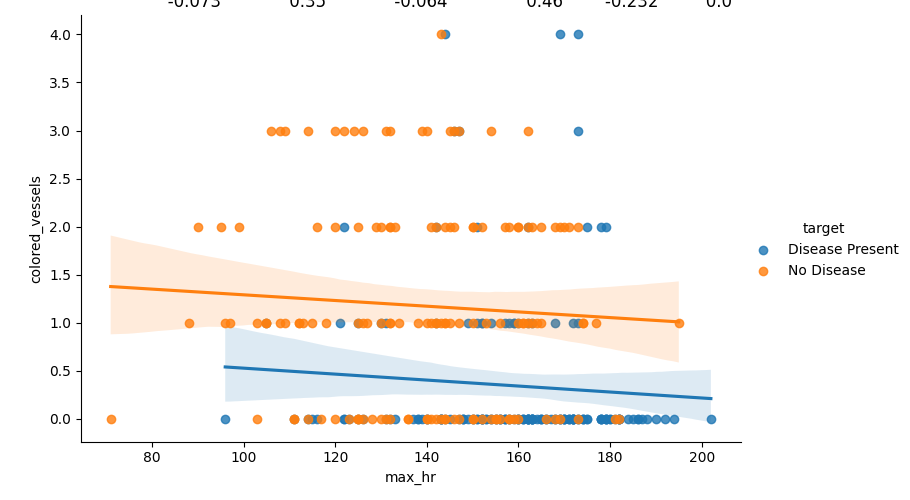 -0.073 0.35 -0.064 0.46 -0.232 0.0
4.0
3.5
3.0
2.5
2.0
1.5
1.0
0.5
0.0
colored_vessels
80 100 120 140 160 180 200
max_hr
target
Disease Present
No Disease